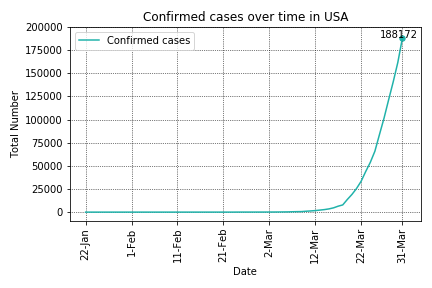 Confirmed cases over time in USA
200000
175000
150000
125000
100000
75000
50000
25000
0
Total Number
Confirmed cases
188172
22-Jan
1-Feb
11-Feb
21-Feb
2-Mar
12-Mar
22-Mar
31-Mar
Date